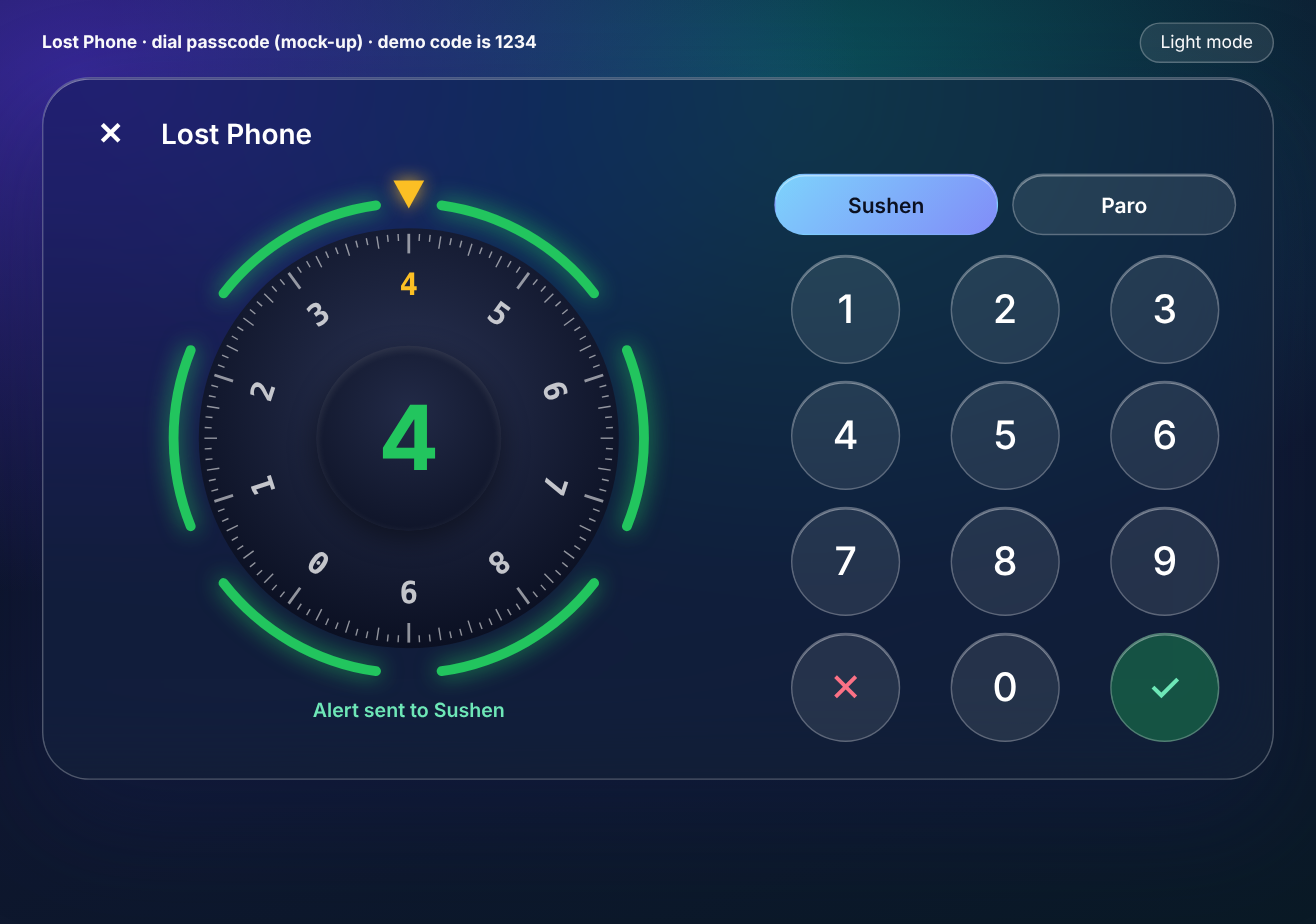 Lost Phone · dial passcode (mock-up) · demo code is 1234
Light mode
✕ Lost Phone
Sushen
Paro
4
5
6
7
8
9
0
1
2
3
4
Alert sent to Sushen
1 2 3
4 5 6
7 8 9
✕ 0 ✓